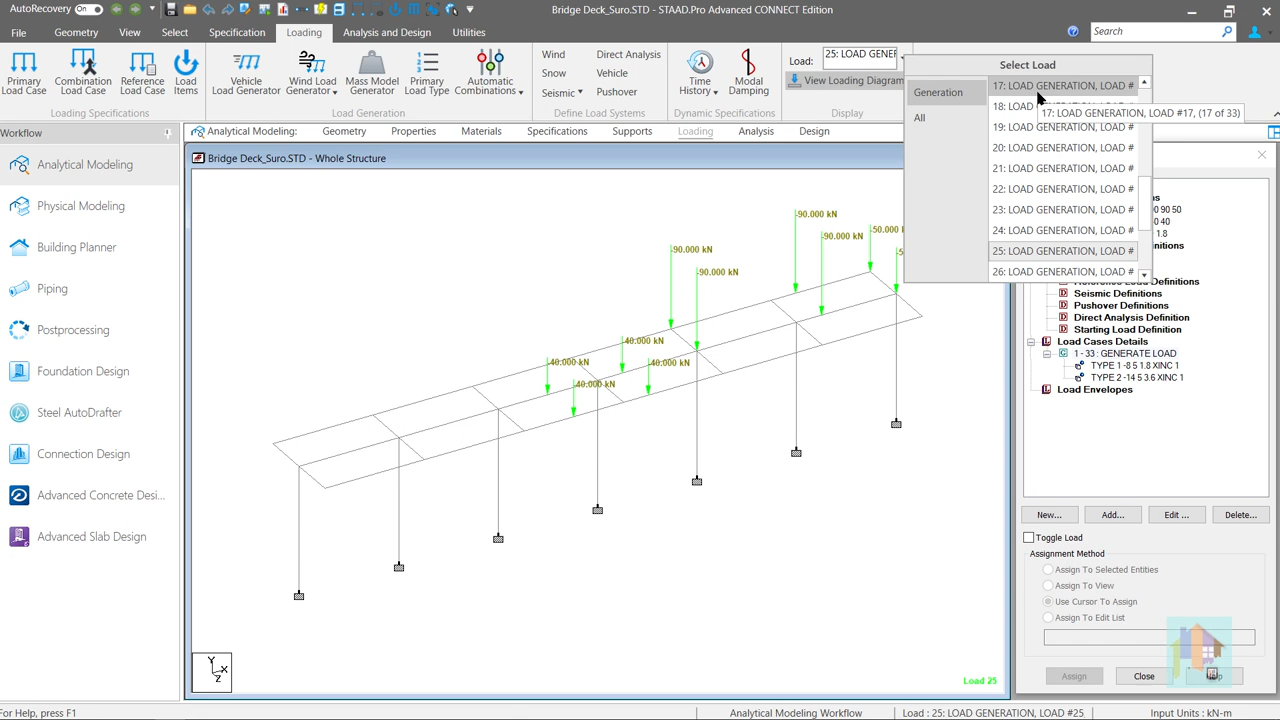 AutoRecovery On
Bridge Deck_Suro.STD - STAAD.Pro Advanced CONNECT Edition
File Geometry View Select Specification Loading Analysis and Design Utilities
Search
Primary Load Case
Combination Load Case
Reference Load Case
Load Items
Loading Specifications
Vehicle Load Generator
Wind Load Generator
Mass Model Generator
Primary Load Type
Automatic Combinations
Load Generation
Wind
Snow
Seismic
Direct Analysis
Vehicle
Pushover
Define Load Systems
Time History
Modal Damping
Dynamic Specifications
Load: 25: LOAD GENER
View Loading Diagram
Display
Select Load
Generation
All
17: LOAD GENERATION, LOAD #
18: LOAD
17: LOAD GENERATION, LOAD #17, (17 of 33)
19: LOAD GENERATION, LOAD #
20: LOAD GENERATION, LOAD #
21: LOAD GENERATION, LOAD #
22: LOAD GENERATION, LOAD #
23: LOAD GENERATION, LOAD #
24: LOAD GENERATION, LOAD #
25: LOAD GENERATION, LOAD #
26: LOAD GENERATION, LOAD #
Workflow
Analytical Modeling: Geometry Properties Materials Specifications Supports Loading Analysis Design
Analytical Modeling
Physical Modeling
Building Planner
Piping
Postprocessing
Foundation Design
Steel AutoDrafter
Connection Design
Advanced Concrete Desi...
Advanced Slab Design
Bridge Deck_Suro.STD - Whole Structure
-90.000 kN
-90.000 kN
-50.000
-90.000 kN
-90.000 kN
-40.000 kN
-40.000 kN
-40.000 kN
-40.000 kN
Y
X
Z
Load 25
0 90 50
50 40
1.8
Seismic Definitions
Pushover Definitions
Direct Analysis Definition
Starting Load Definition
Load Cases Details
1 - 33 : GENERATE LOAD
TYPE 1 -8 5 1.8 XINC 1
TYPE 2 -14 5 3.6 XINC 1
Load Envelopes
New... Add... Edit ... Delete...
Toggle Load
Assignment Method
Assign To Selected Entities
Assign To View
Use Cursor To Assign
Assign To Edit List
Assign Close
For Help, press F1
Analytical Modeling Workflow
Load : 25: LOAD GENERATION, LOAD #25
Input Units : kN-m